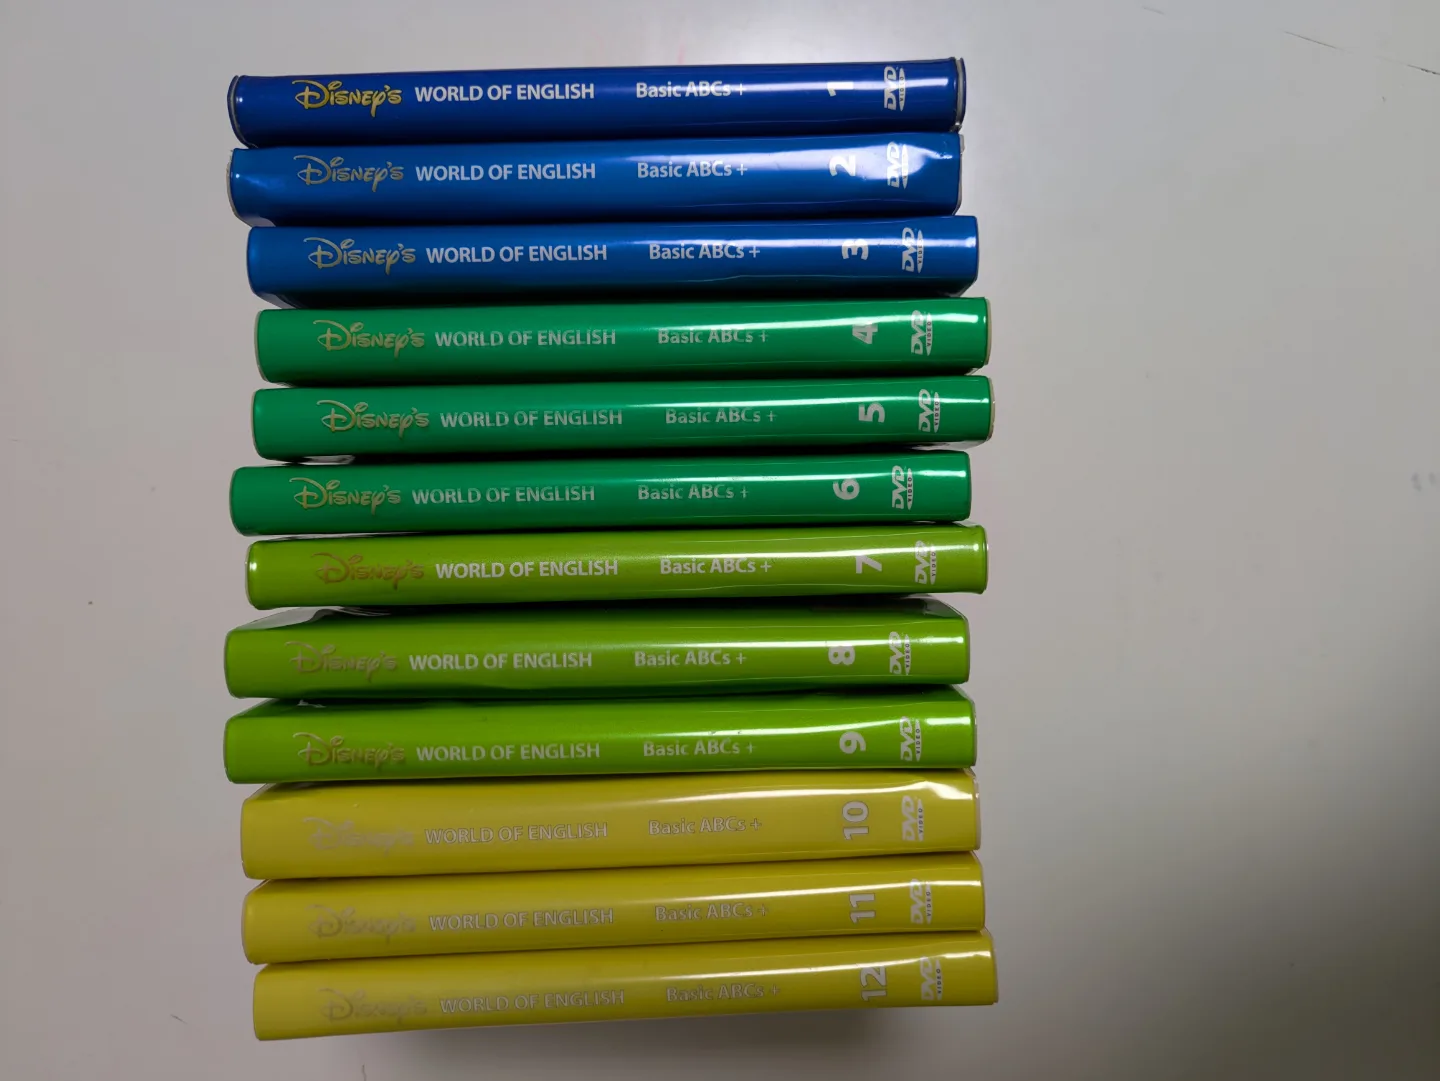 Disney's WORLD OF ENGLISH Basic ABCs + 1 DVD VIDEO
Disney's WORLD OF ENGLISH Basic ABCs + 2 DVD VIDEO
Disney's WORLD OF ENGLISH Basic ABCs + 3 DVD VIDEO
Disney's WORLD OF ENGLISH Basic ABCs + 4 DVD VIDEO
Disney's WORLD OF ENGLISH Basic ABCs + 5 DVD VIDEO
Disney's WORLD OF ENGLISH Basic ABCs + 6 DVD VIDEO
Disney's WORLD OF ENGLISH Basic ABCs + 7 DVD VIDEO
Disney's WORLD OF ENGLISH Basic ABCs + 8 DVD VIDEO
Disney's WORLD OF ENGLISH Basic ABCs + 9 DVD VIDEO
Disney's WORLD OF ENGLISH Basic ABCs + 10 DVD VIDEO
Disney's WORLD OF ENGLISH Basic ABCs + 11 DVD VIDEO
Disney's WORLD OF ENGLISH Basic ABCs + 12 DVD VIDEO